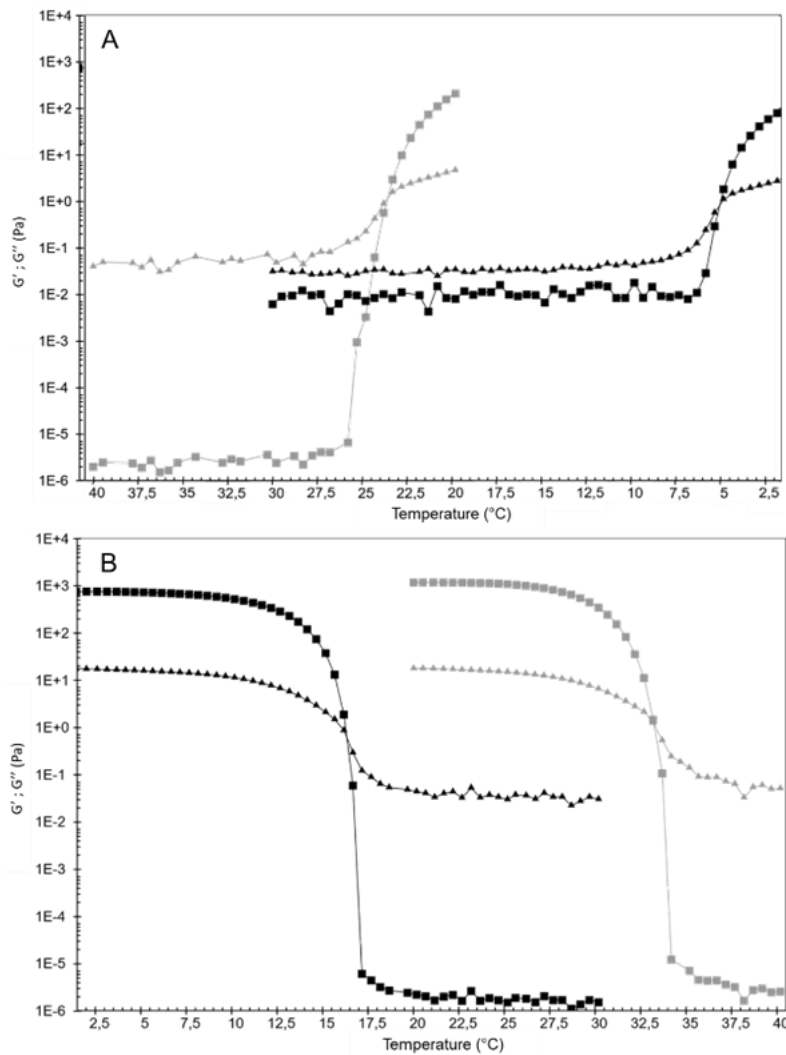 A
1E+4
1E+3
1E+2
1E+1
1E+0
1E-1
1E-2
1E-3
1E-4
1E-5
1E-6
G' ; G'' (Pa)
40 37,5 35 32,5 30 27,5 25 22,5 20 17,5 15 12,5 10 7,5 5 2,5
Temperature (°C)
B
1E+4
1E+3
1E+2
1E+1
1E+0
1E-1
1E-2
1E-3
1E-4
1E-5
1E-6
G' ; G'' (Pa)
2,5 5 7,5 10 12,5 15 17,5 20 22,5 25 27,5 30 32,5 35 37,5 40
Temperature (°C)